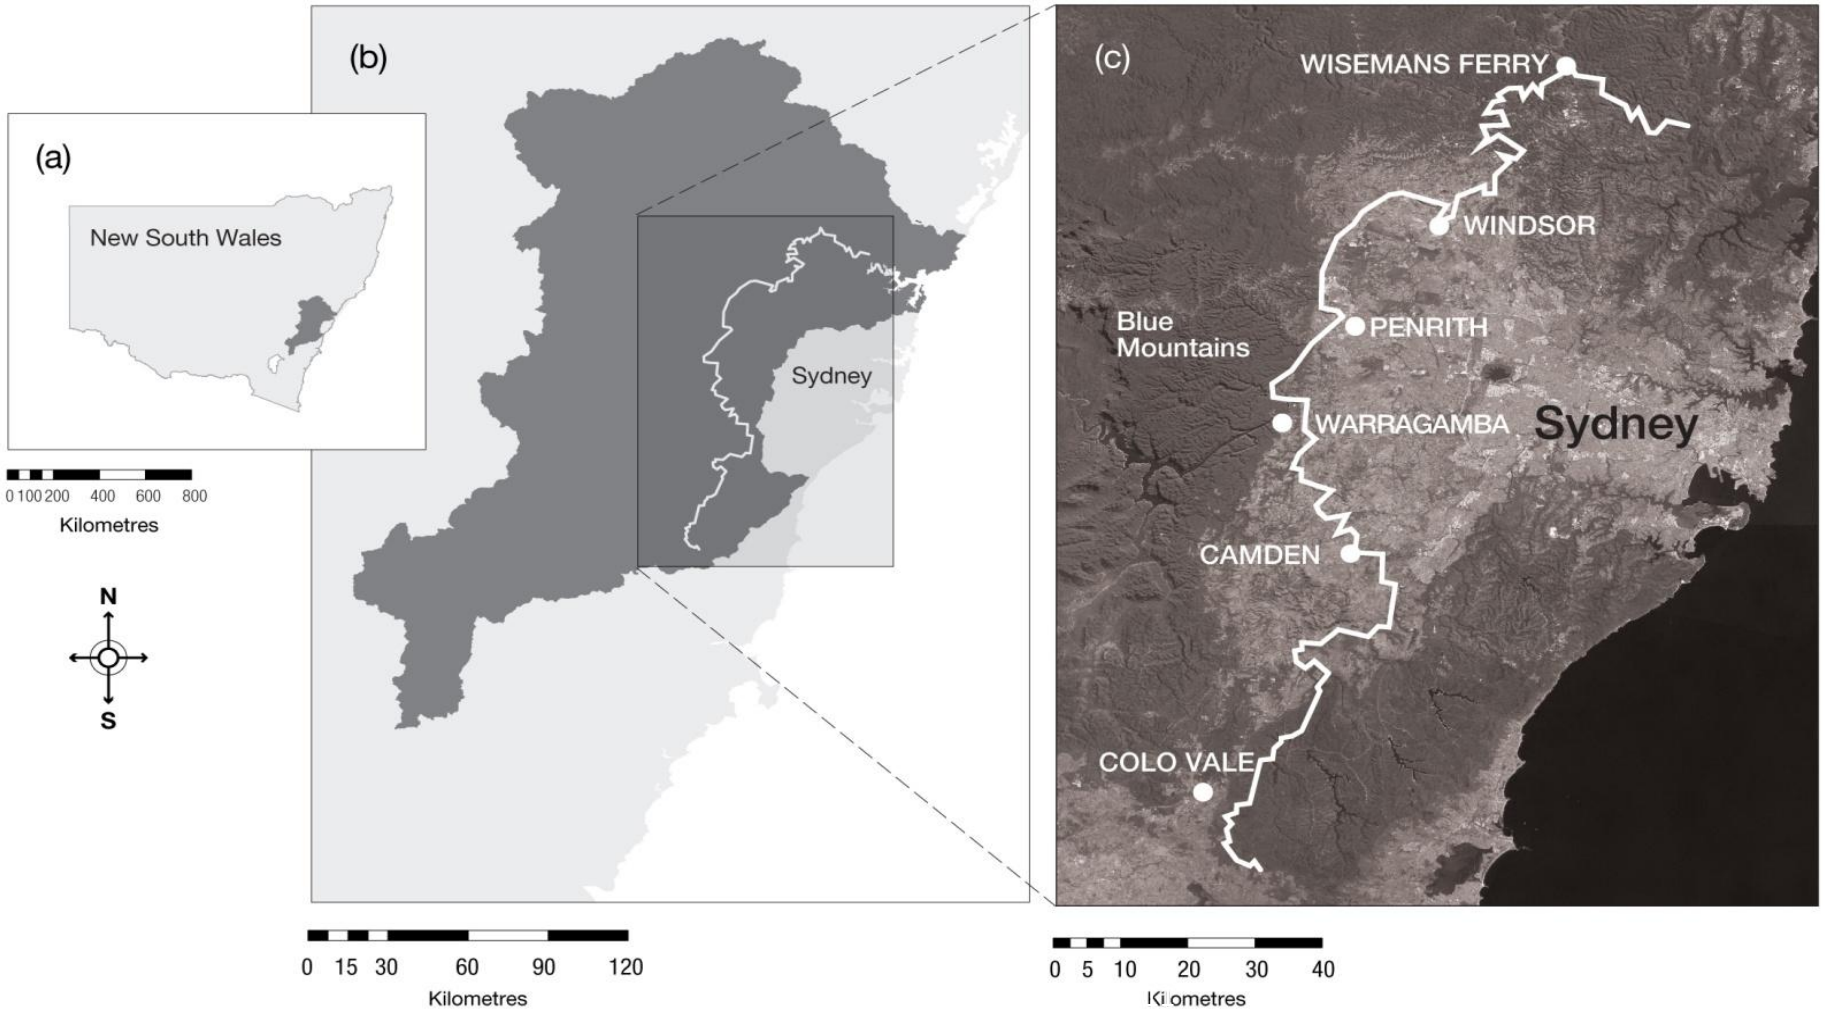 (a)
New South Wales
0 100 200 400 600 800
Kilometres
N
S
(b)
Sydney
0 15 30 60 90 120
Kilometres
(c)
WISEMANS FERRY
WINDSOR
Blue
Mountains
PENRITH
WARRAGAMBA
Sydney
CAMDEN
COLO VALE
0 5 10 20 30 40
Kilometres